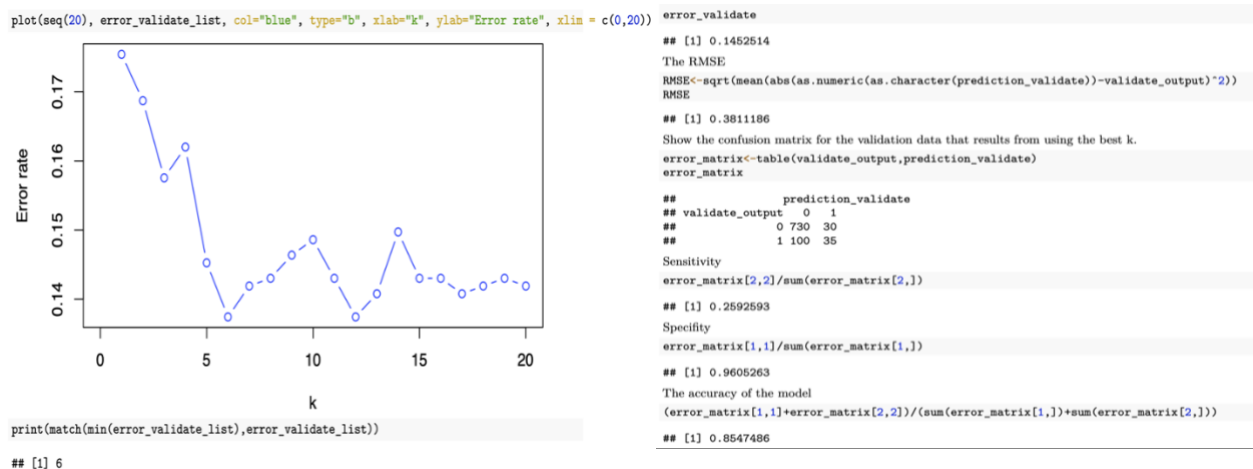 plot(seq(20), error_validate_list, col="blue", type="b", xlab="k", ylab="Error rate", xlim = c(0,20))
0.17
0.16
0.15
0.14
Error rate
0 5 10 15 20
k
print(match(min(error_validate_list),error_validate_list))
## [1] 6
error_validate
## [1] 0.1452514
The RMSE
RMSE<-sqrt(mean(abs(as.numeric(as.character(prediction_validate))-validate_output)^2))
RMSE
## [1] 0.3811186
Show the confusion matrix for the validation data that results from using the best k.
error_matrix<-table(validate_output,prediction_validate)
error_matrix
## prediction_validate
## validate_output 0 1
## 0 730 30
## 1 100 35
Sensitivity
error_matrix[2,2]/sum(error_matrix[2,])
## [1] 0.2592593
Specifity
error_matrix[1,1]/sum(error_matrix[1,])
## [1] 0.9605263
The accuracy of the model
(error_matrix[1,1]+error_matrix[2,2])/(sum(error_matrix[1,])+sum(error_matrix[2,]))
## [1] 0.8547486